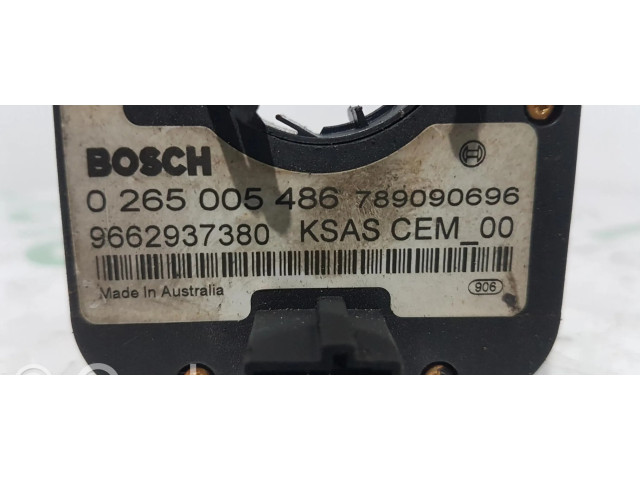 BOSCH
0 265 005 486 789090696
9662937380 KSAS CEM_00
Made In Australia
906